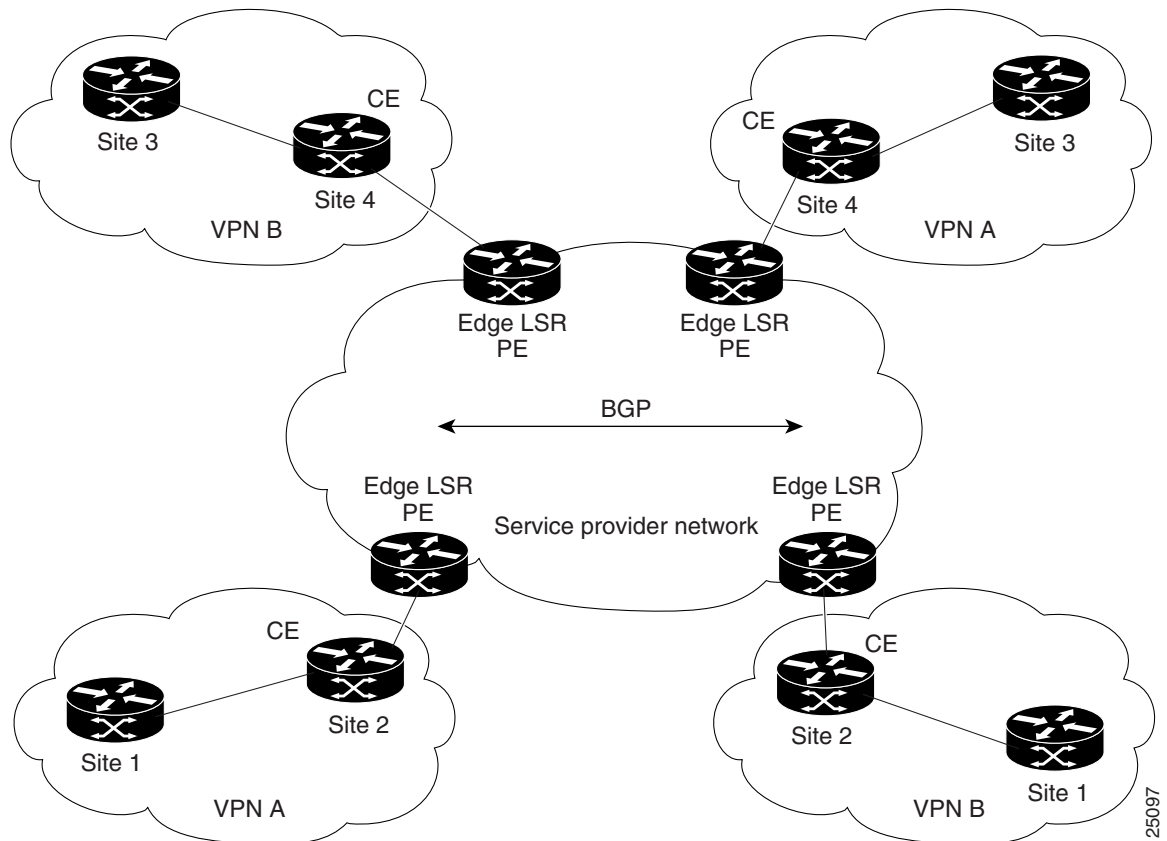 CE
Site 3
Site 4
VPN B
CE
Site 3
Site 4
VPN A
Edge LSR
PE
Edge LSR
PE
BGP
Edge LSR
PE
Service provider network
Edge LSR
PE
CE
Site 2
Site 1
VPN A
CE
Site 2
Site 1
VPN B
25097